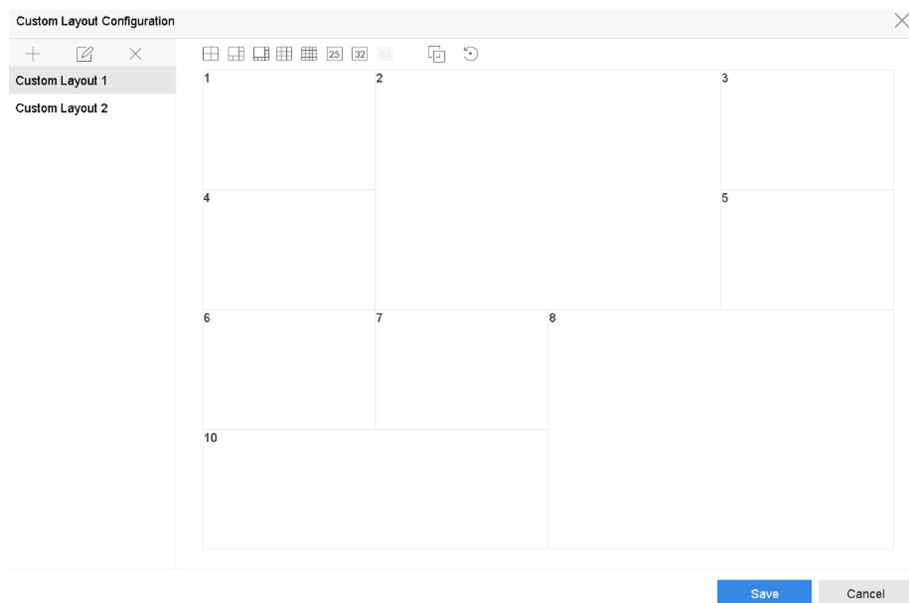 Custom Layout Configuration
25 32 64
Custom Layout 1
Custom Layout 2
1 2 3
4 5
6 7 8
10
Save Cancel